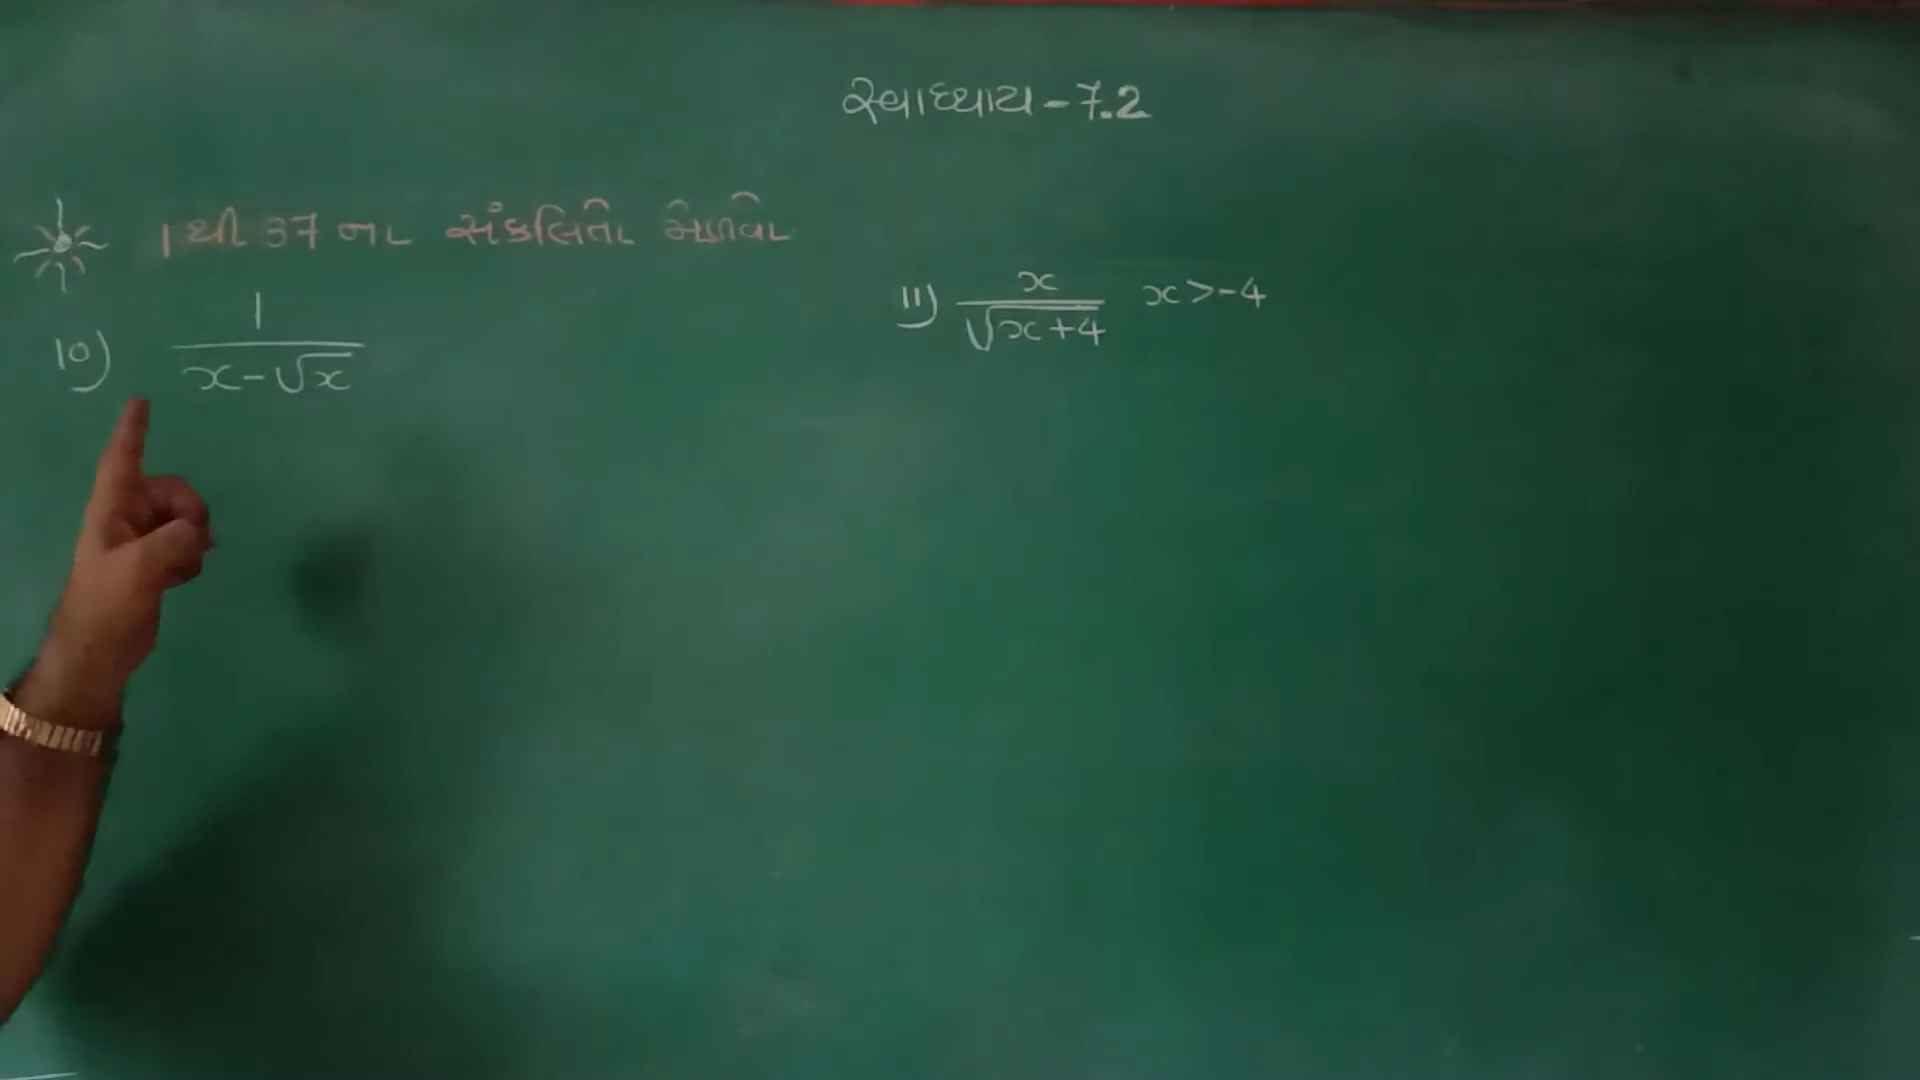 સ્વાધ્યાય - 7.2
1 થી 37 ના સંકલિતો મેળવો
10) 1 / (x - √x)
11) x / √(x+4) x > -4